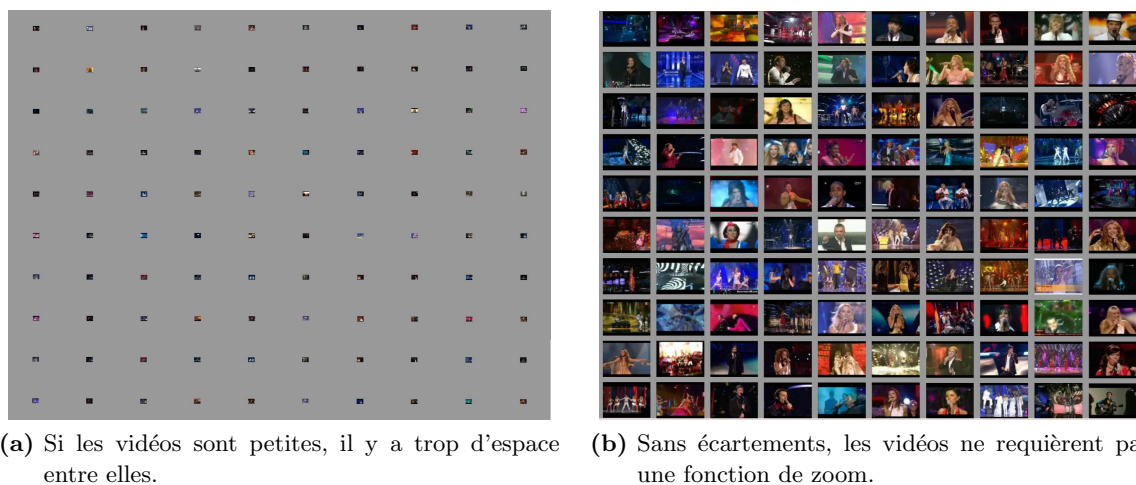 (a) Si les vidéos sont petites, il y a trop d'espace
entre elles.
(b) Sans écartements, les vidéos ne requièrent pa
une fonction de zoom.